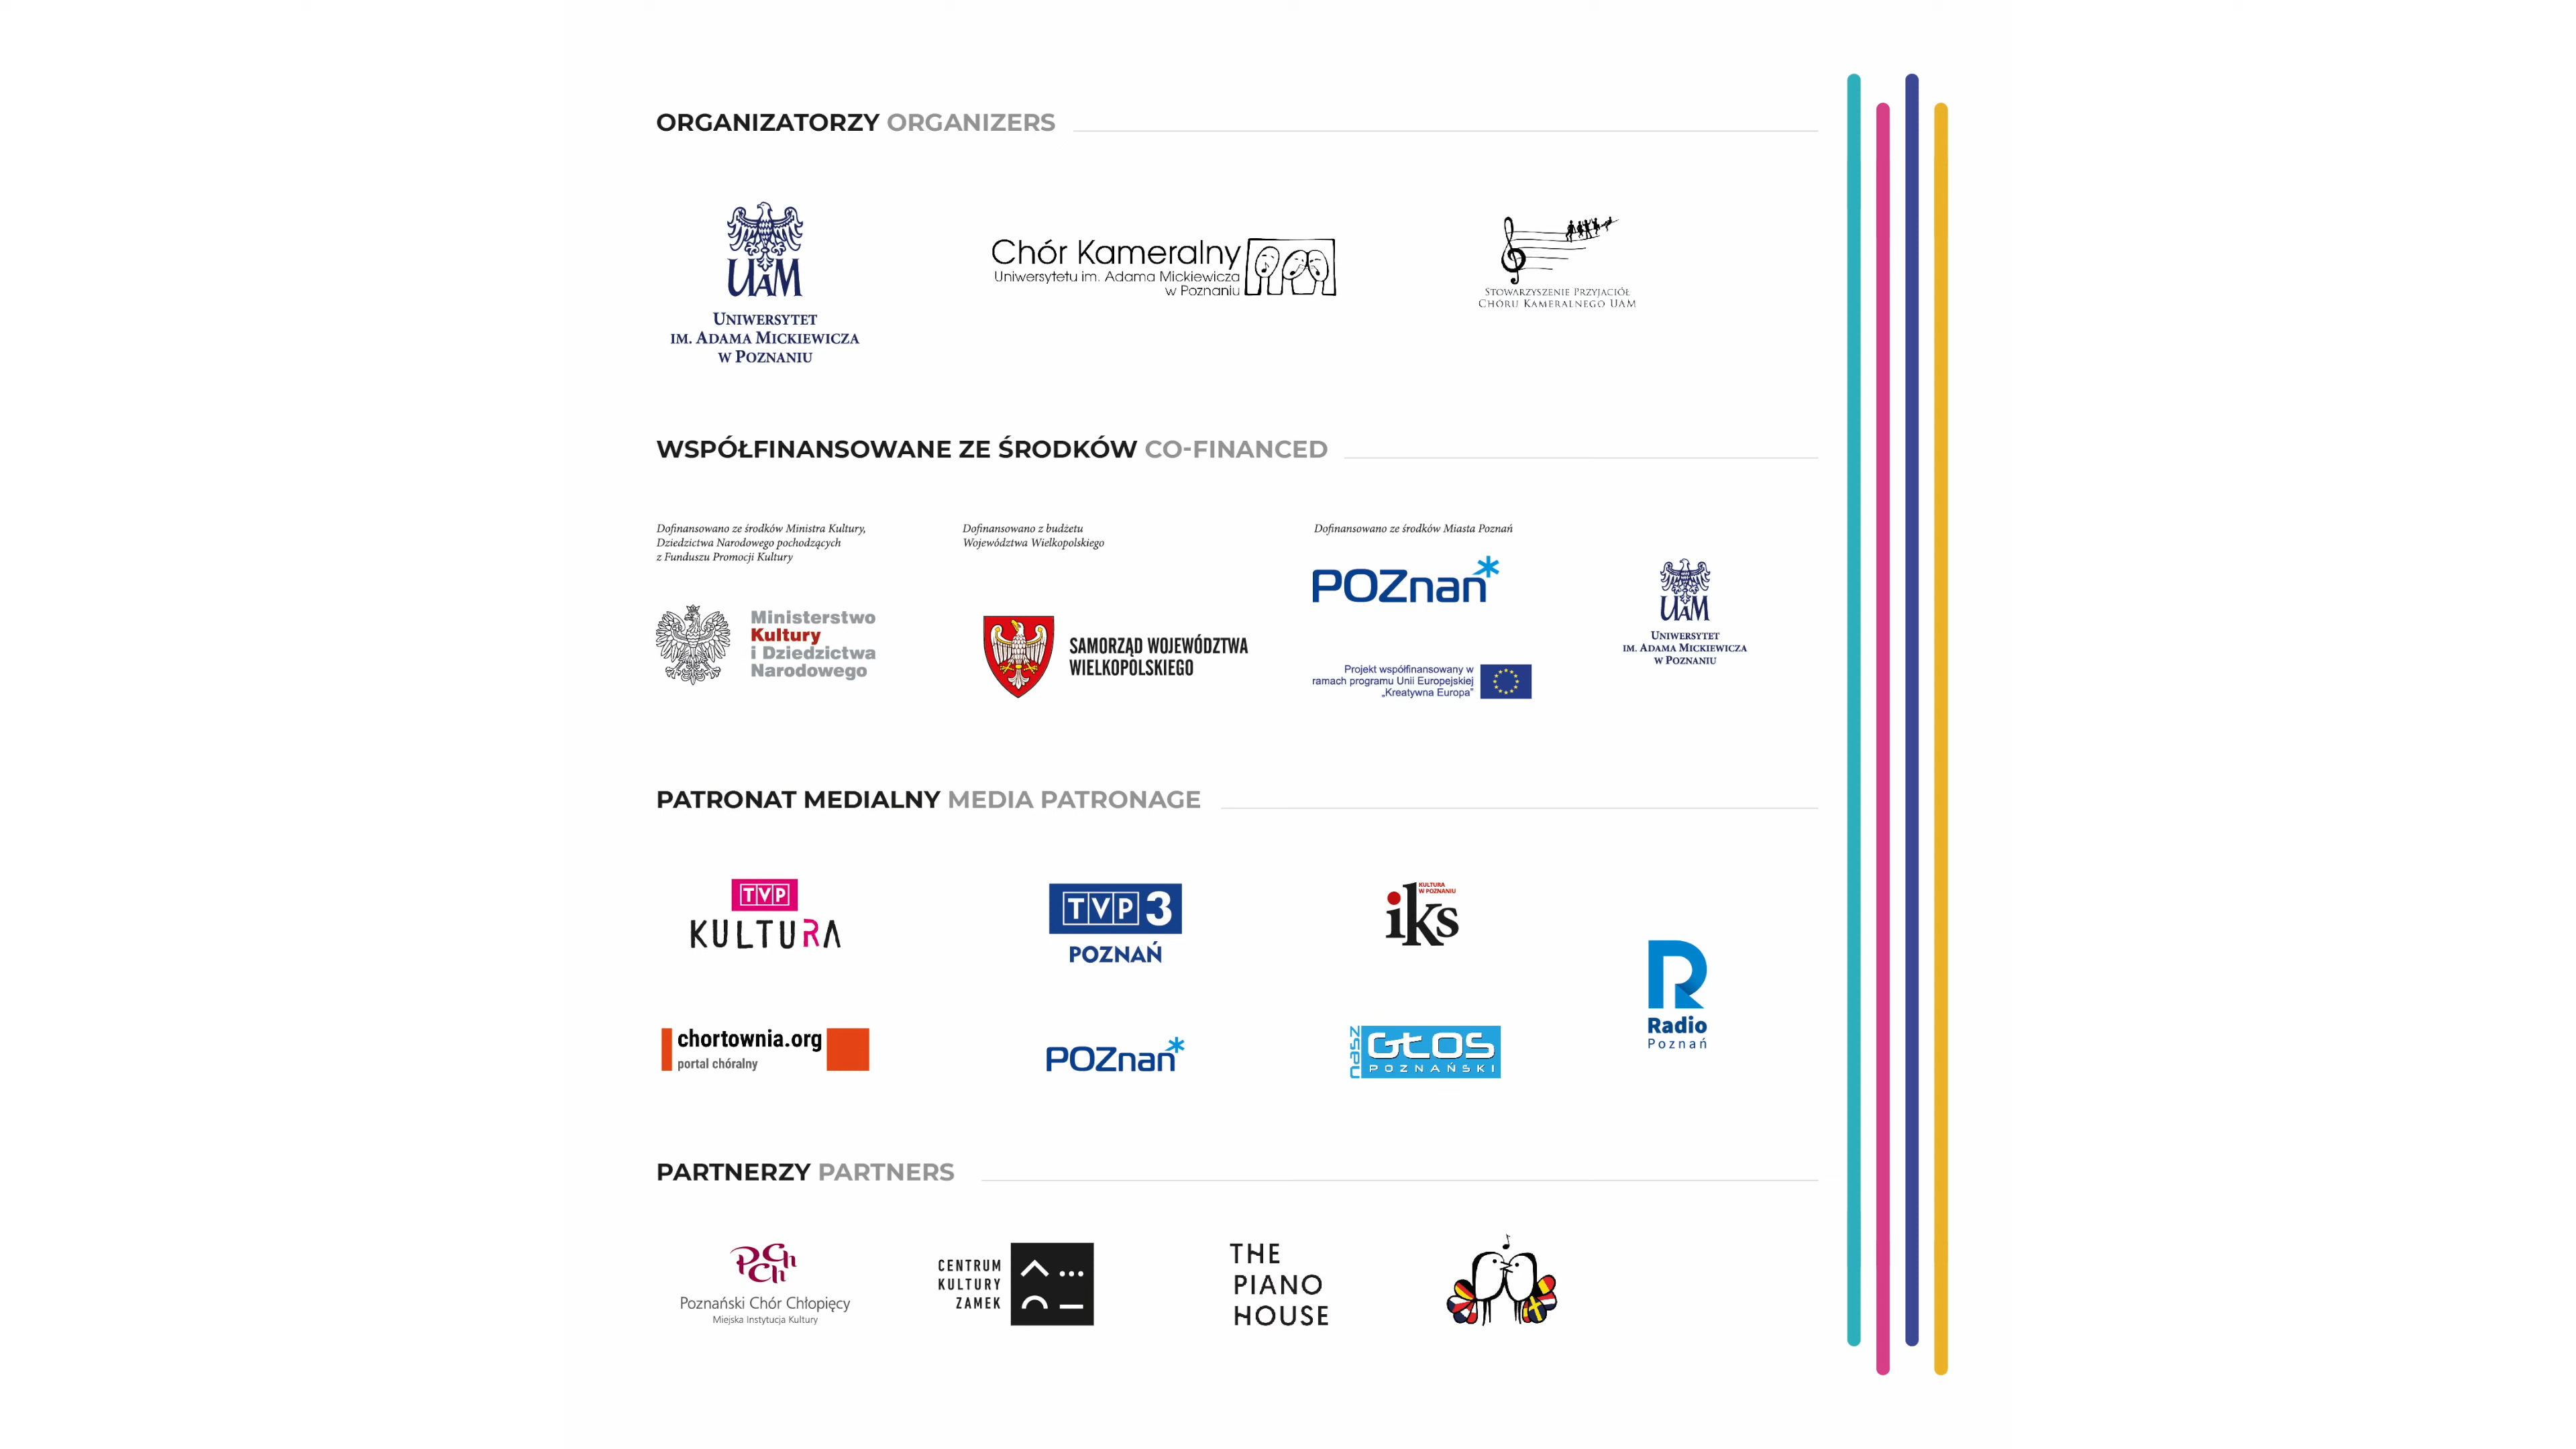 ORGANIZATORZY ORGANIZERS
UAM
UNIWERSYTET
IM. ADAMA MICKIEWICZA
W POZNANIU
Chór Kameralny
Uniwersytetu im. Adama Mickiewicza
w Poznaniu
STOWARZYSZENIE PRZYJACIÓŁ
CHÓRU KAMERALNEGO UAM
WSPÓŁFINANSOWANE ZE ŚRODKÓW CO-FINANCED
Dofinansowano ze środków Ministra Kultury,
Dziedzictwa Narodowego pochodzących
z Funduszu Promocji Kultury
Ministerstwo
Kultury
i Dziedzictwa
Narodowego
Dofinansowano z budżetu
Województwa Wielkopolskiego
SAMORZĄD WOJEWÓDZTWA
WIELKOPOLSKIEGO
Dofinansowano ze środków Miasta Poznań
POZnań*
Projekt współfinansowany w
ramach programu Unii Europejskiej
„Kreatywna Europa”
UAM
UNIWERSYTET
IM. ADAMA MICKIEWICZA
W POZNANIU
PATRONAT MEDIALNY MEDIA PATRONAGE
TVP
KULTURA
TVP 3
POZNAŃ
KULTURA
W POZNANIU
iks
Radio
Poznań
chortownia.org
portal chóralny
POZnań*
nasz
GŁOS
POZNAŃSKI
PARTNERZY PARTNERS
PChCh
Poznański Chór Chłopięcy
Miejska Instytucja Kultury
CENTRUM
KULTURY
ZAMEK
THE
PIANO
HOUSE